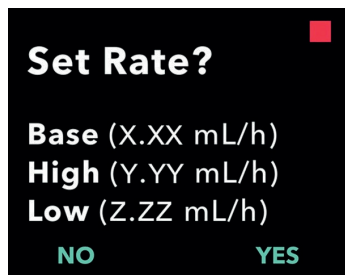 Set Rate?
Base (X.XX mL/h)
High (Y.YY mL/h)
Low (Z.ZZ mL/h)
NO YES